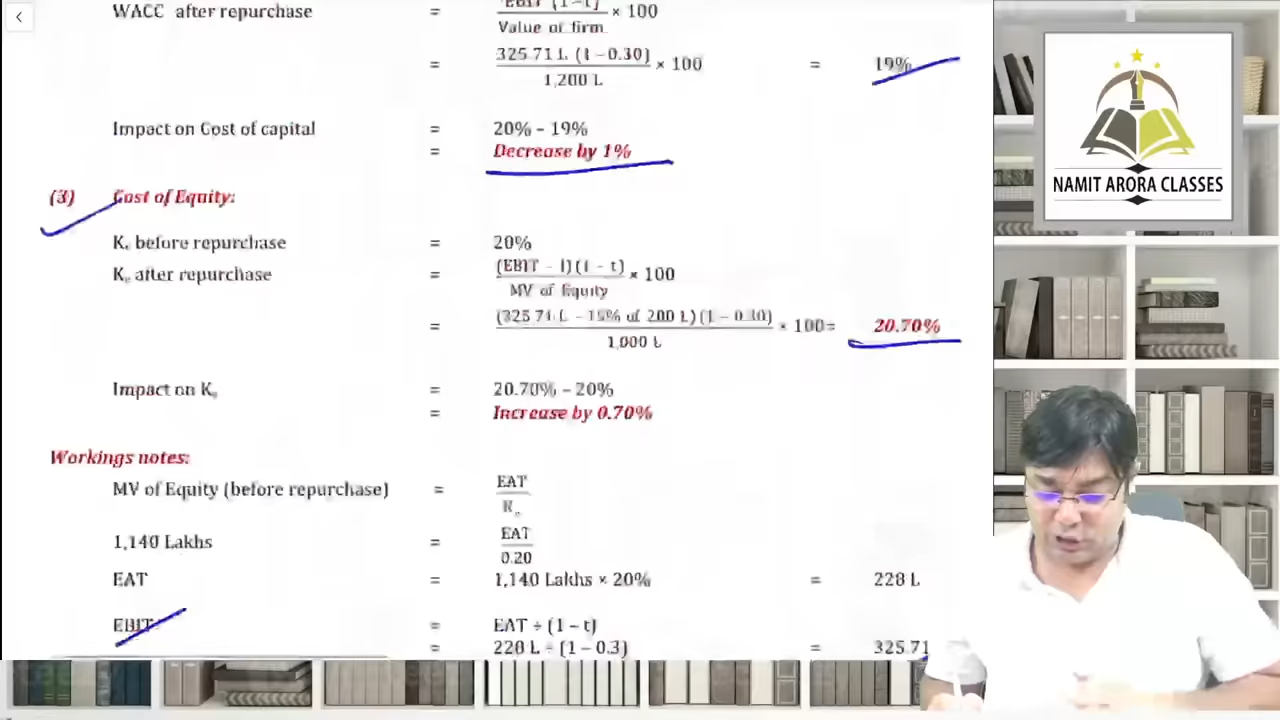 WACC after repurchase = EBIT (1-t) / Value of firm × 100
= 325.71 L (1-0.30) / 1,200 L × 100 = 19%
Impact on Cost of capital = 20% - 19%
= Decrease by 1%
(3) Cost of Equity:
Ke before repurchase = 20%
Ke after repurchase = (EBIT - I)(1 - t) / MV of Equity × 100
= (325.71 L - 15% of 200 L)(1 - 0.30) / 1,000 L × 100= 20.70%
Impact on Ke = 20.70% - 20%
= Increase by 0.70%
Workings notes:
MV of Equity (before repurchase) = EAT / Ke
1,140 Lakhs = EAT / 0.20
EAT = 1,140 Lakhs × 20% = 228 L
EBIT = EAT ÷ (1 - t)
= 228 L ÷ (1 - 0.3) = 325.71
NAMIT ARORA CLASSES